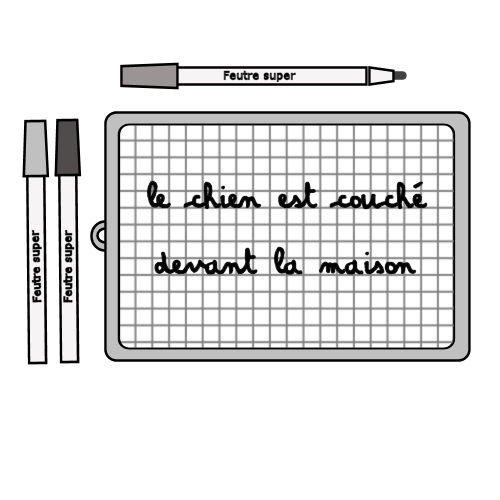 Feutre super
Feutre super
Feutre super
le chien est couché
devant la maison